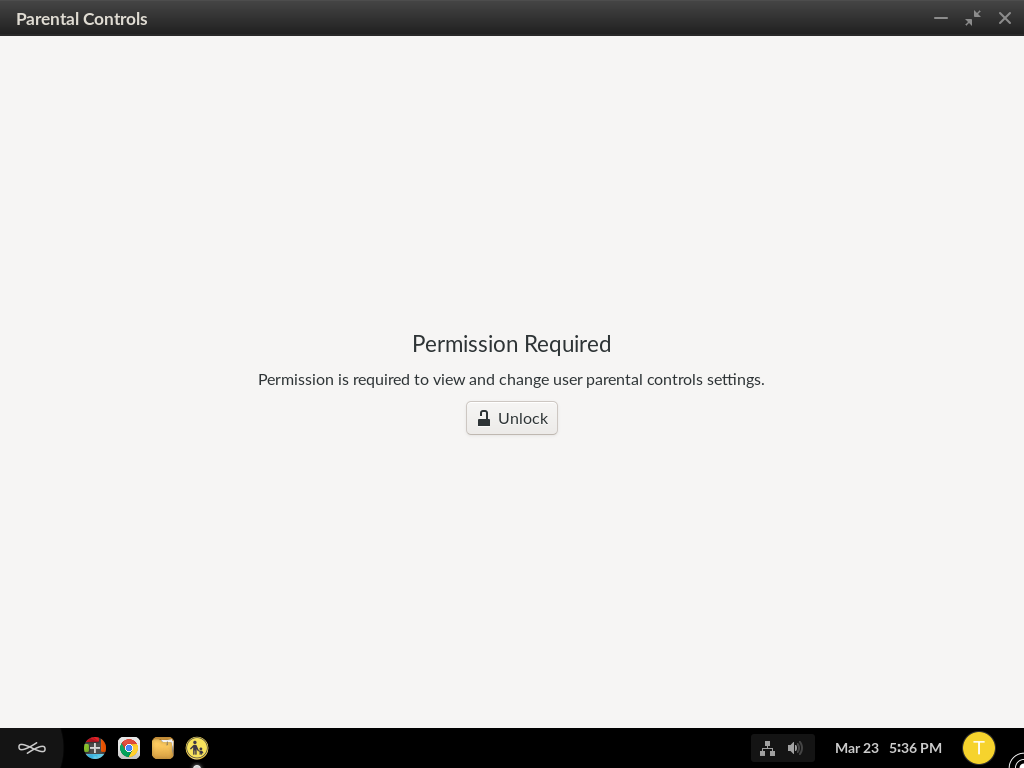 Parental Controls
Permission Required
Permission is required to view and change user parental controls settings.
Unlock
Mar 23 5:36 PM
T